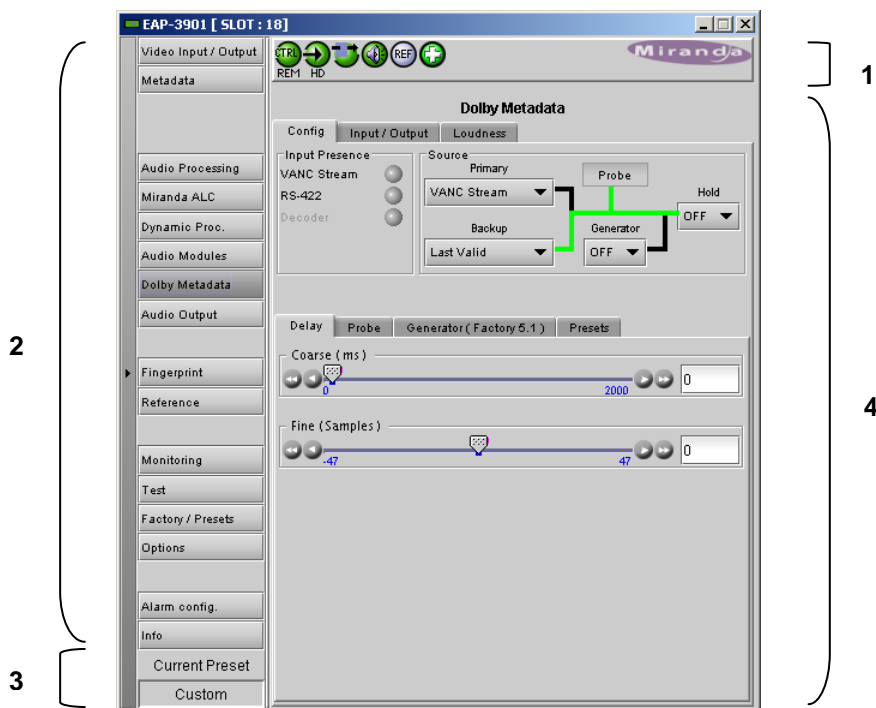 EAP-3901 [ SLOT : 18]
Video Input / Output
Metadata
Audio Processing
Miranda ALC
Dynamic Proc.
Audio Modules
Dolby Metadata
Audio Output
Fingerprint
Reference
Monitoring
Test
Factory / Presets
Options
Alarm config.
Info
Current Preset
Custom
CTRL
REF
REM HD
Miranda
Dolby Metadata
Config Input / Output Loudness
Input Presence
VANC Stream
RS-422
Decoder
Source
Primary
VANC Stream
Backup
Last Valid
Probe
Generator
OFF
Hold
OFF
Delay Probe Generator ( Factory 5.1 ) Presets
Coarse ( ms )
0 2000
0
Fine (Samples )
-47 47
0
1
2
3
4